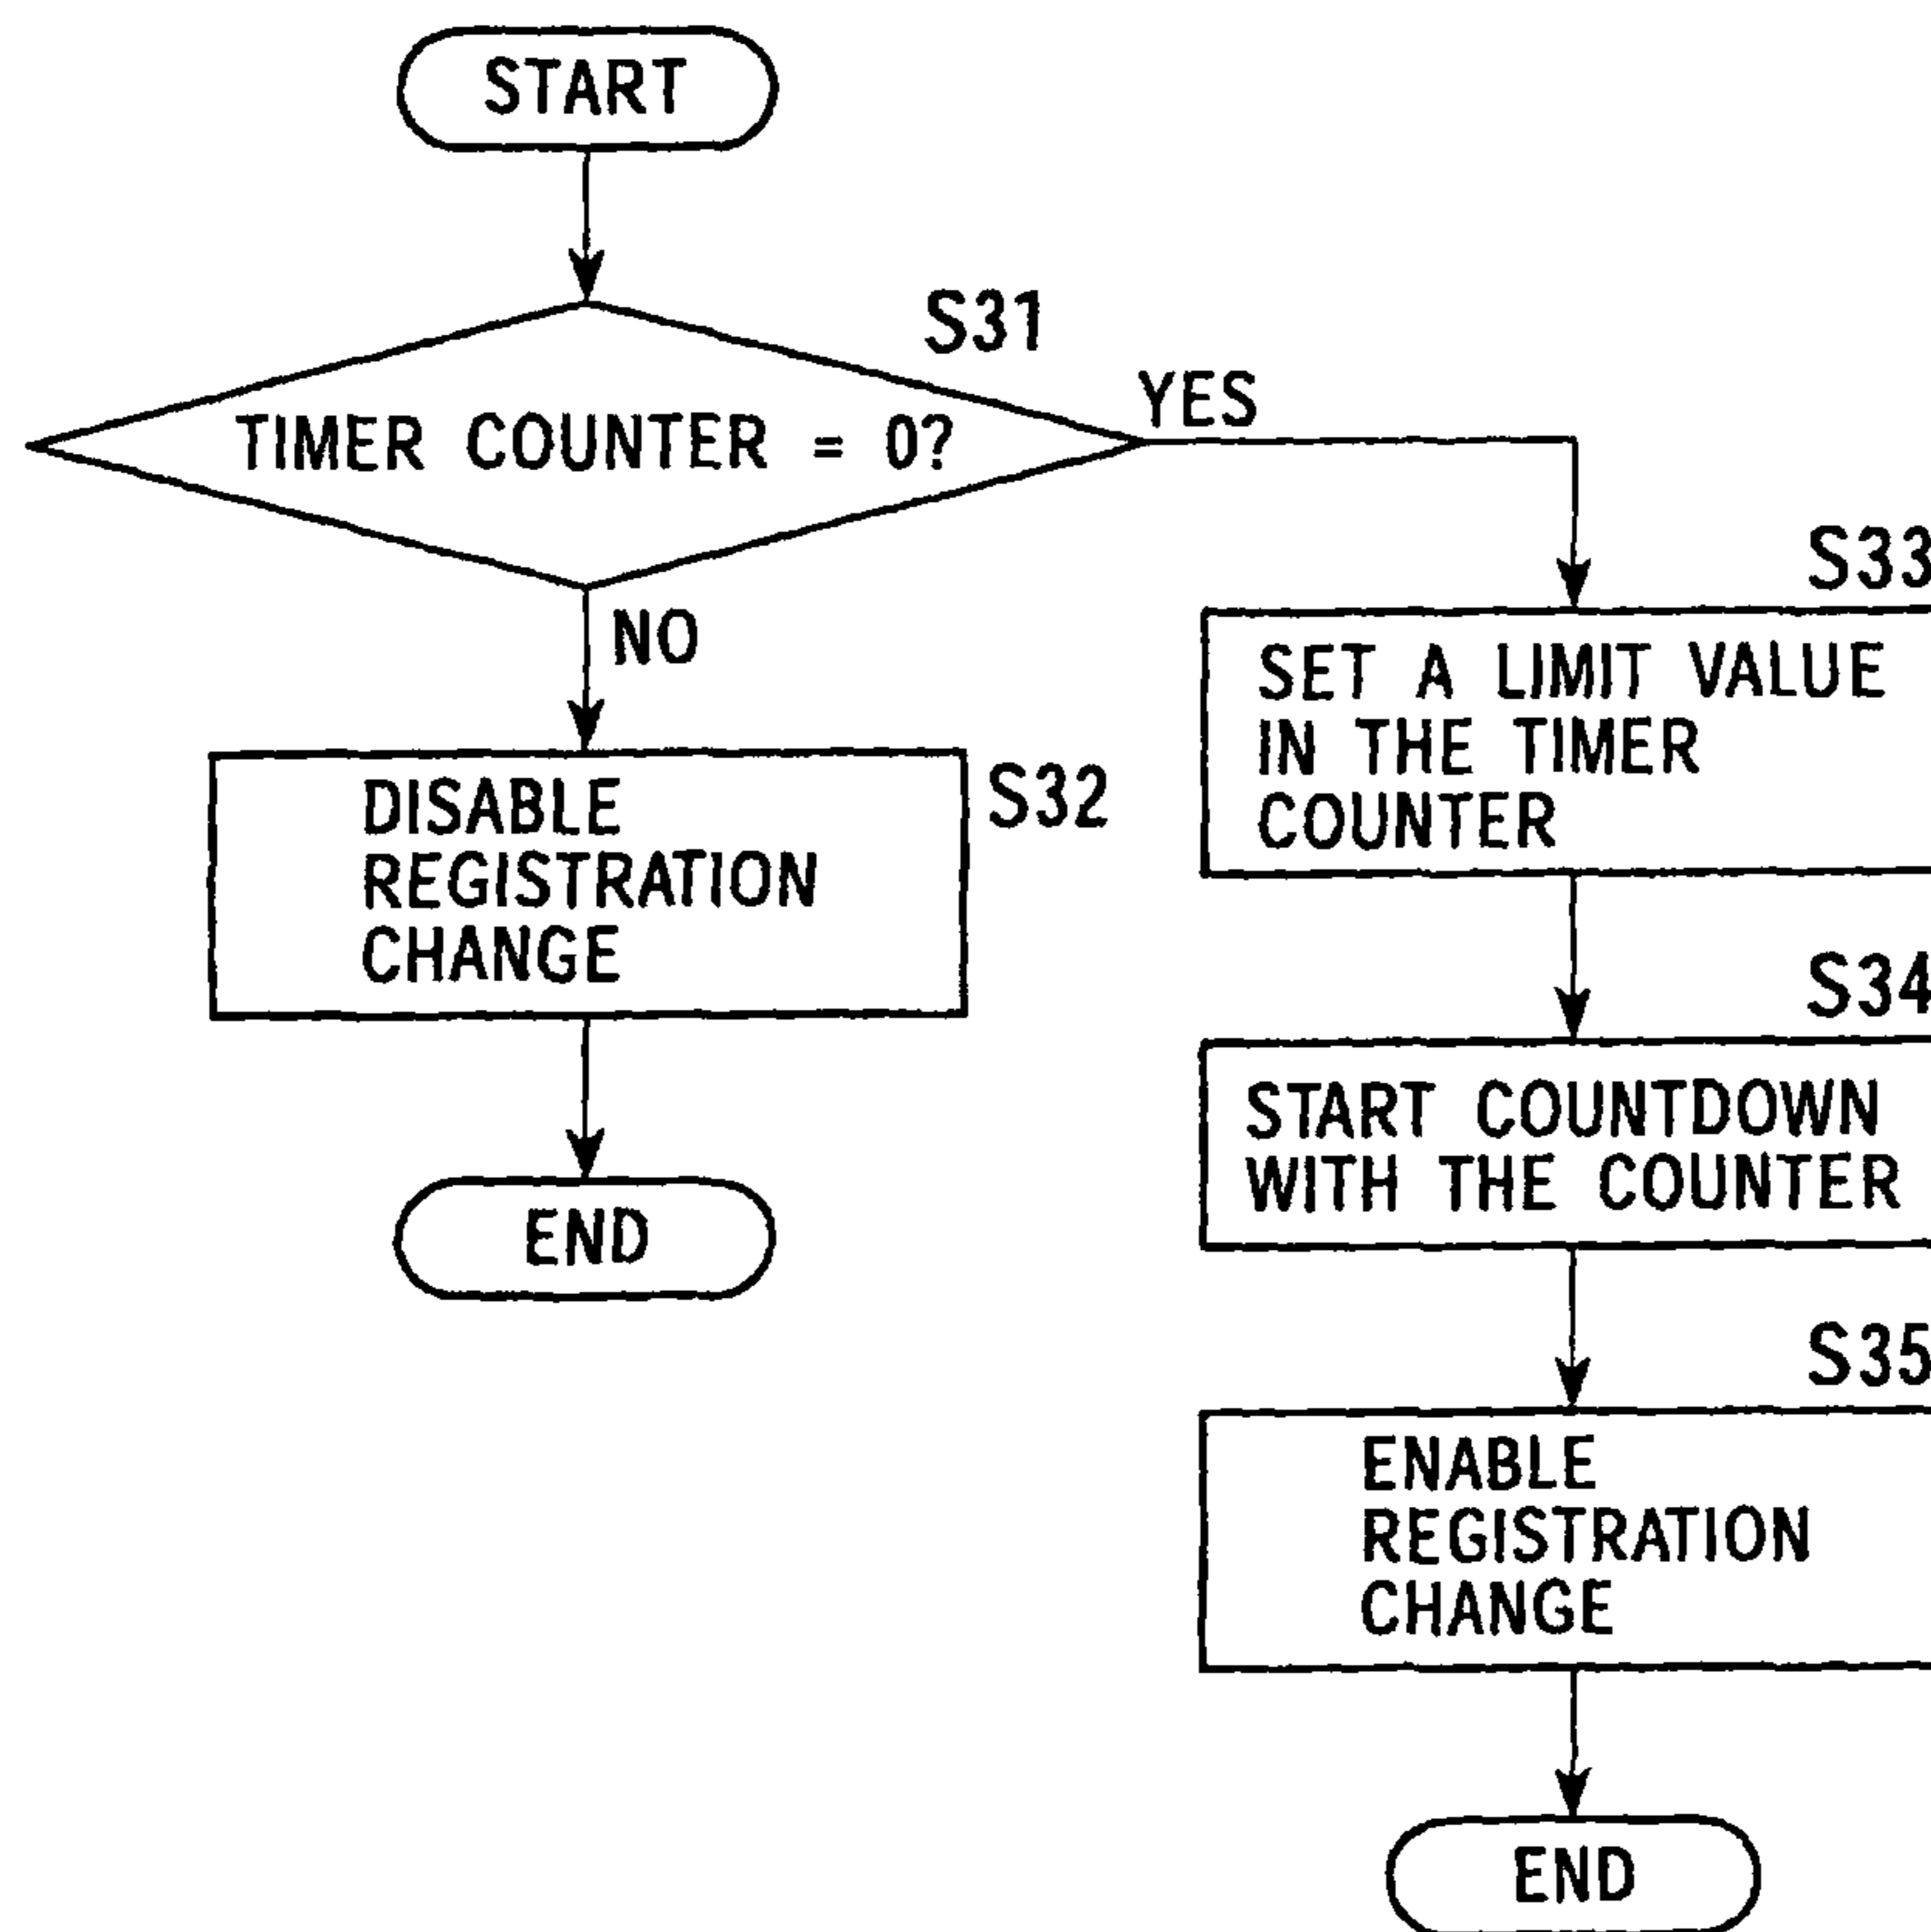 START
S31
TIMER COUNTER = 0?
YES
NO
DISABLE
REGISTRATION
CHANGE
S32
END
S33
SET A LIMIT VALUE
IN THE TIMER
COUNTER
S34
START COUNTDOWN
WITH THE COUNTER
S35
ENABLE
REGISTRATION
CHANGE
END